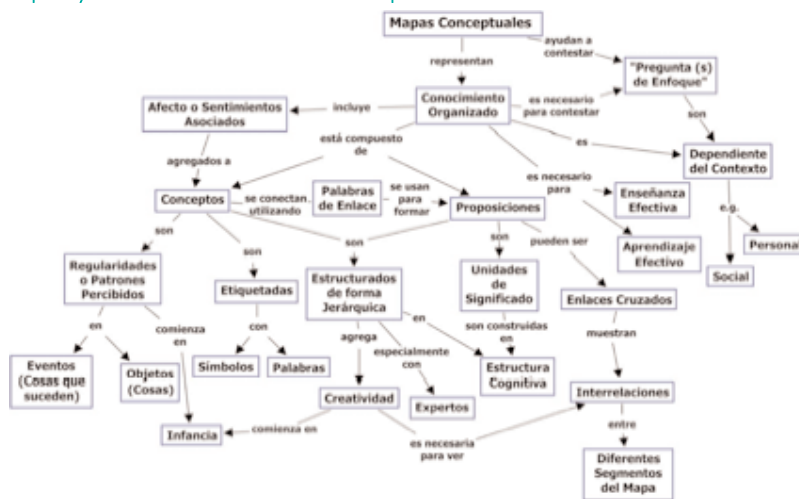 Mapas Conceptuales
ayudan a
contestar
representan
"Pregunta (s)
de Enfoque"
Afecto o Sentimientos
Asociados
incluye
Conocimiento
Organizado
es necesario
para contestar
son
está compuesto
de
es
agregados a
es necesario
para
Dependiente
del Contexto
Conceptos
se conectan
utilizando
Palabras
de Enlace
se usan
para
formar
Proposiciones
Enseñanza
Efectiva
e.g.
son
son
son
son
pueden ser
Aprendizaje
Efectivo
Personal
Social
Regularidades
o Patrones
Percibidos
Etiquetadas
Estructurados
de forma
Jerárquica
Unidades
de
Significado
Enlaces Cruzados
en
comienza
en
con
agrega
en
son construidas
en
muestran
especialmente
con
Eventos
(Cosas que
suceden)
Objetos
(Cosas)
Símbolos
Palabras
Creatividad
Expertos
Estructura
Cognitiva
Interrelaciones
Infancia
comienza en
es necesaria
para ver
entre
Diferentes
Segmentos
del Mapa